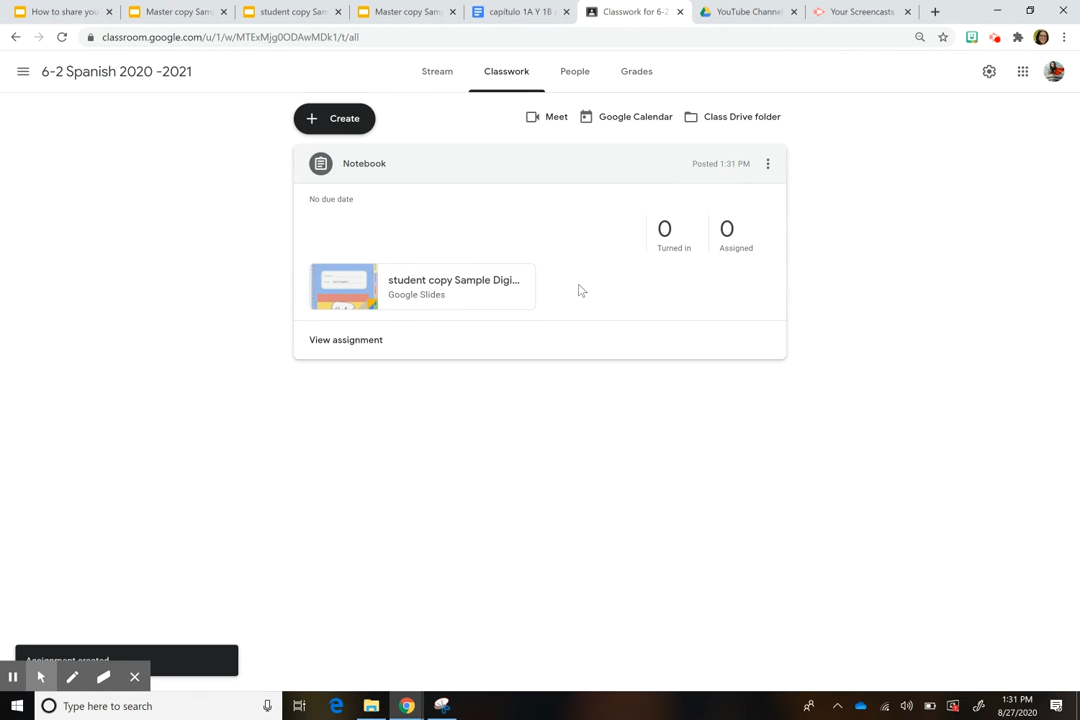 How to share you
Master copy Sam
student copy Sam
Master copy Sam
capítulo 1A Y 1B
Classwork for 6-2
YouTube Channe
Your Screencasts
classroom.google.com/u/1/w/MTExMjg0ODAwMDk1/t/all
6-2 Spanish 2020 -2021
Stream
Classwork
People
Grades
Create
Meet
Google Calendar
Class Drive folder
Notebook
Posted 1:31 PM
No due date
0
Turned in
0
Assigned
student copy Sample Digi...
Google Slides
View assignment
Assignment created
Type here to search
1:31 PM
8/27/2020